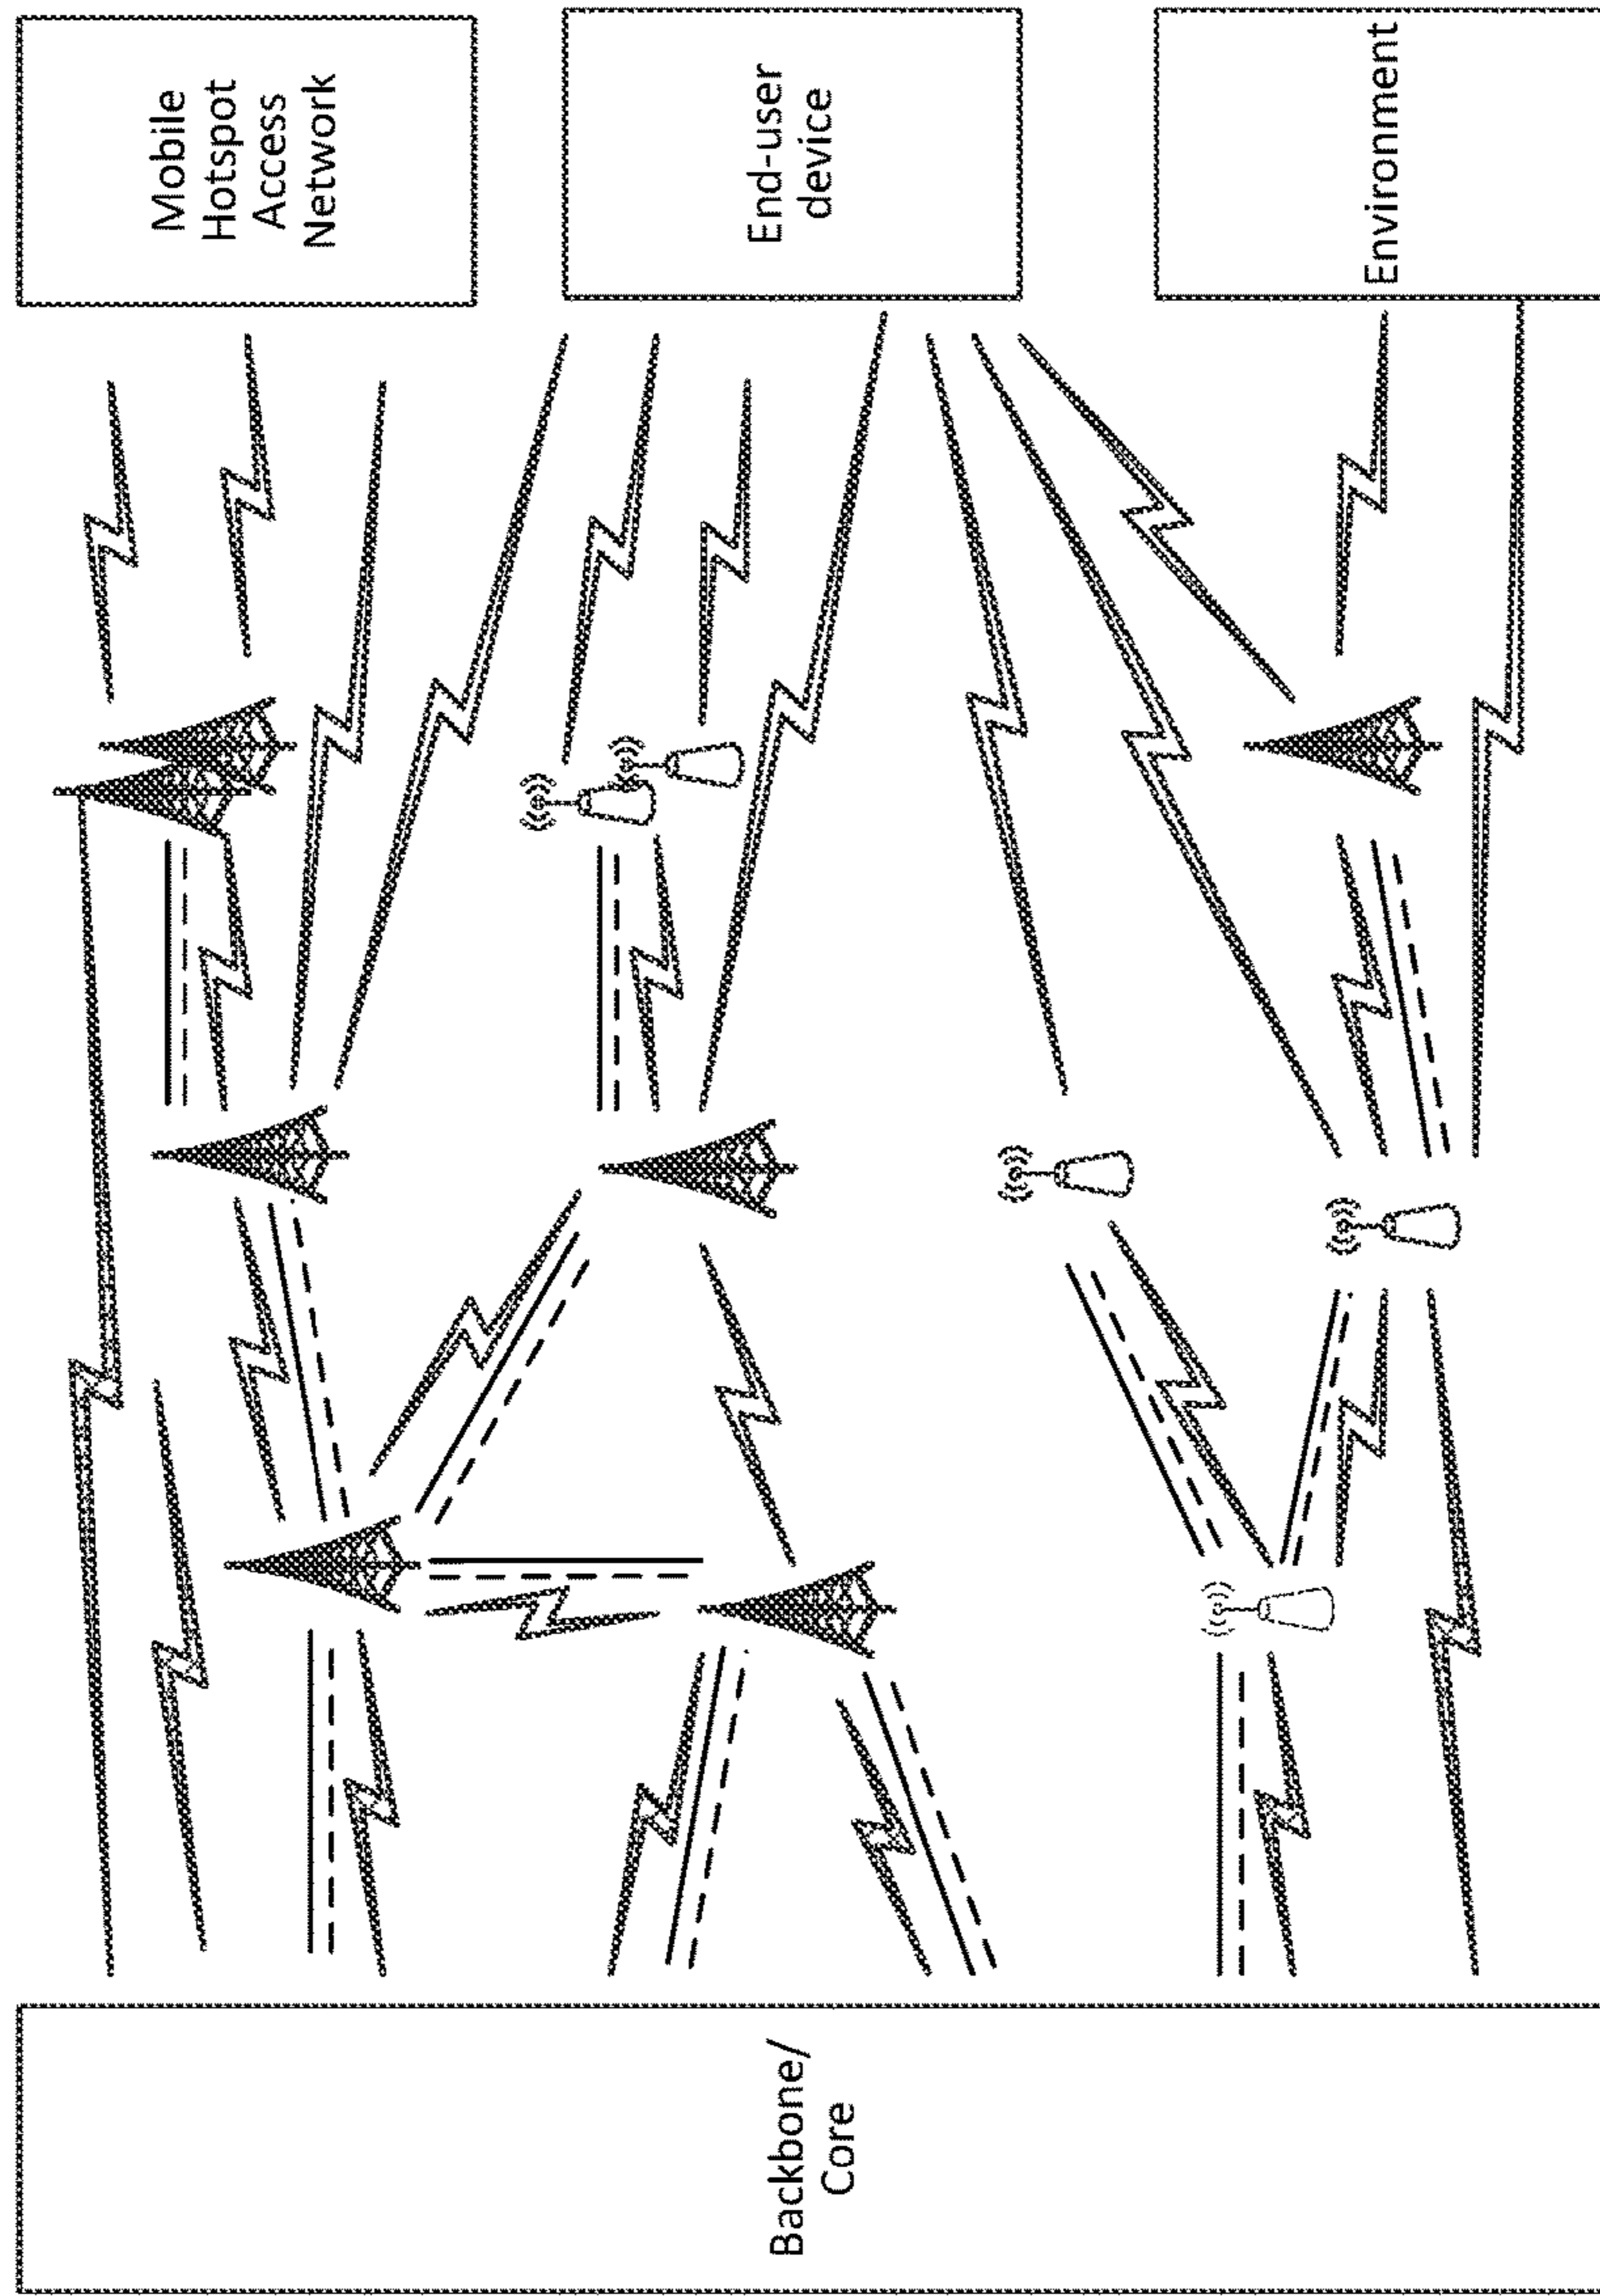 Mobile
Hotspot
Access
Network
End-user
device
Environment
Backbone/
Core